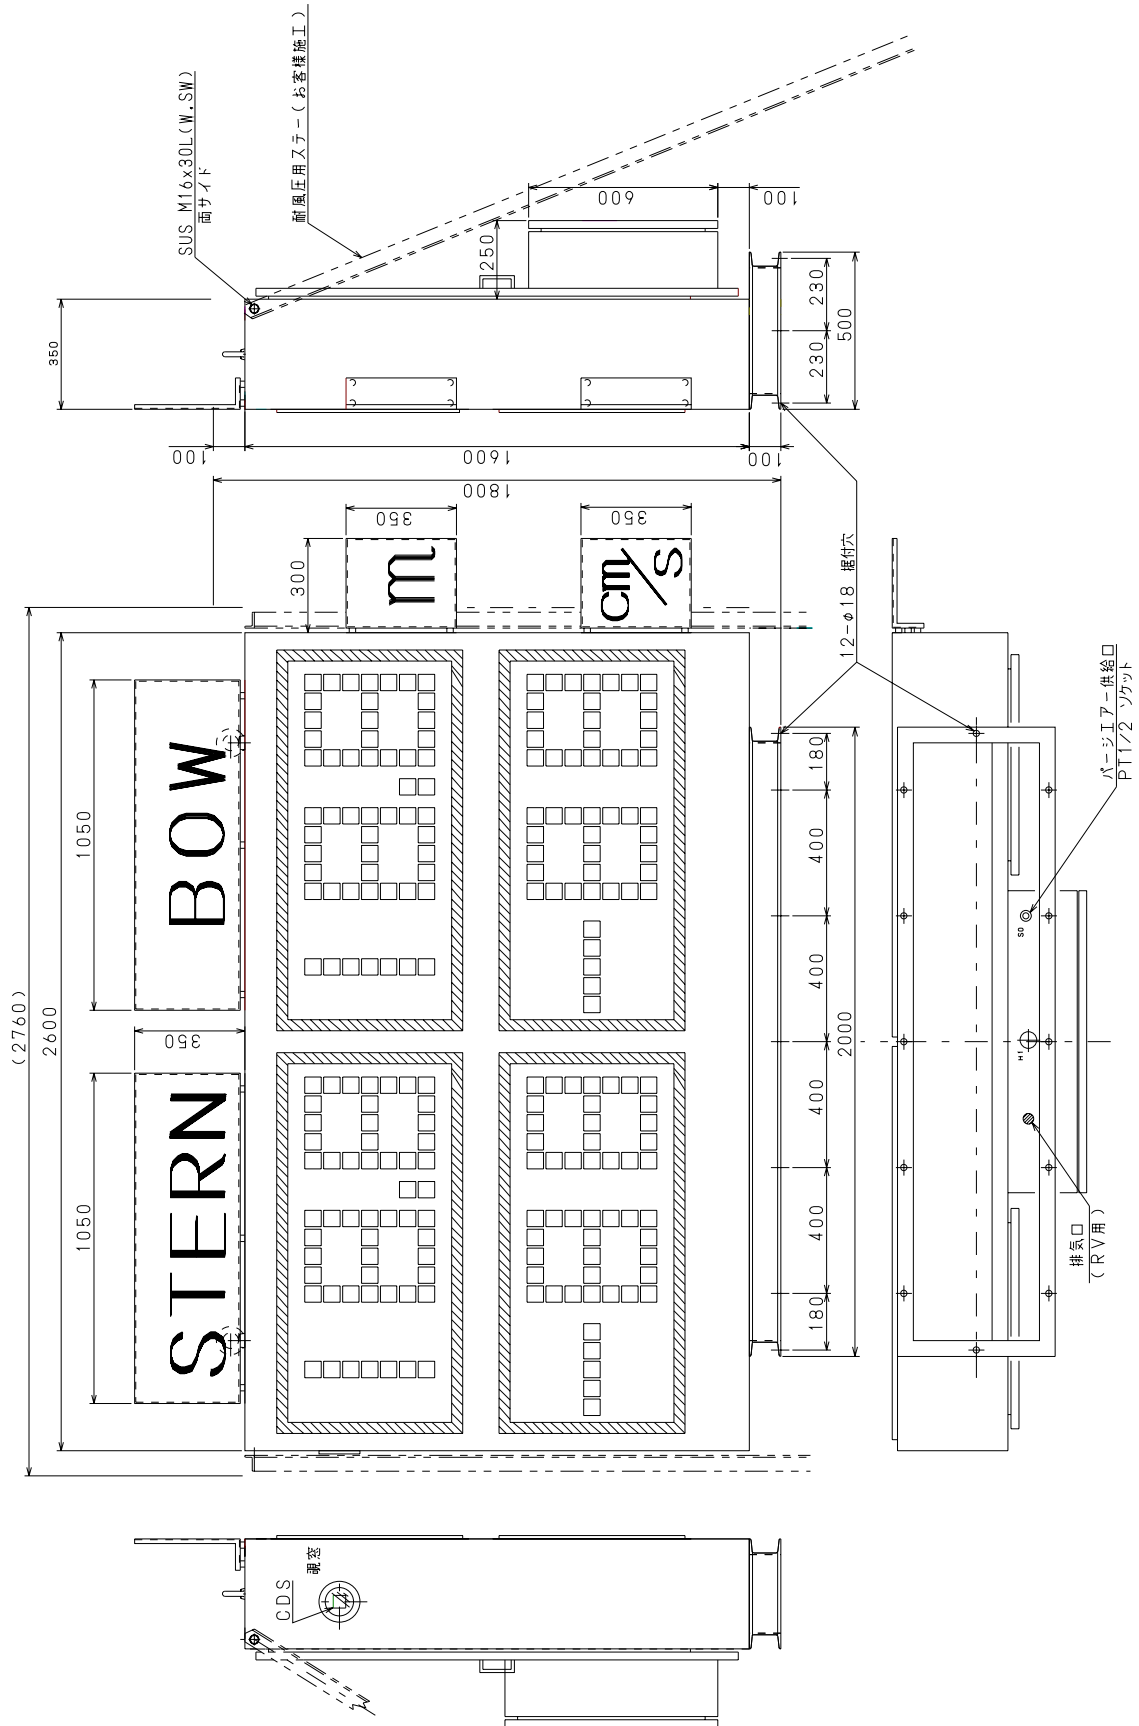 SUS M16x30L(W.SW)
両サイド
耐風圧用ステー(お客様施工)
350
100
1600
100
250
600
100
230
230
500
(2760)
2600
1050
1050
350
STERN
BOW
300
350
m
350
cm/s
1800
12-φ18 据付穴
180
400
400
400
400
180
2000
覗窓
CDS
排気口
(RV用)
H1
SO
パージエアー供給口
PT1/2 ソケット